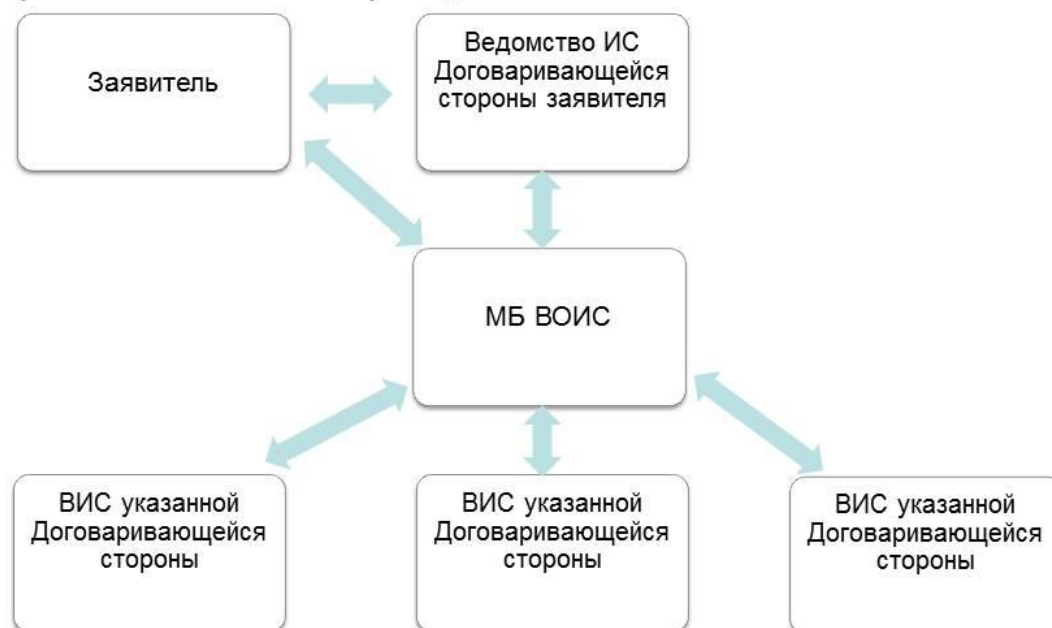 Заявитель
Ведомство ИС
Договаривающейся
стороны заявителя
МБ ВОИС
ВИС указанной
Договаривающейся
стороны
ВИС указанной
Договаривающейся
стороны
ВИС указанной
Договаривающейся
стороны